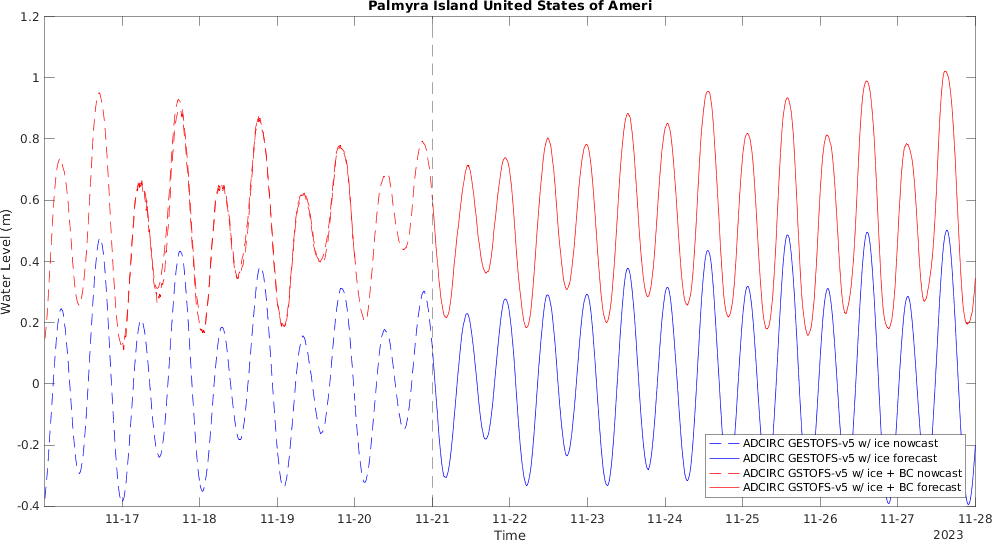 Palmyra Island United States of Ameri
1.2
1
0.8
0.6
0.4
0.2
0
-0.2
-0.4
Water Level (m)
ADCIRC GESTOFS-v5 w/ ice nowcast
ADCIRC GESTOFS-v5 w/ ice forecast
ADCIRC GSTOFS-v5 w/ ice + BC nowcast
ADCIRC GSTOFS-v5 w/ ice + BC forecast
11-17 11-18 11-19 11-20 11-21 11-22 11-23 11-24 11-25 11-26 11-27 11-28
Time
2023